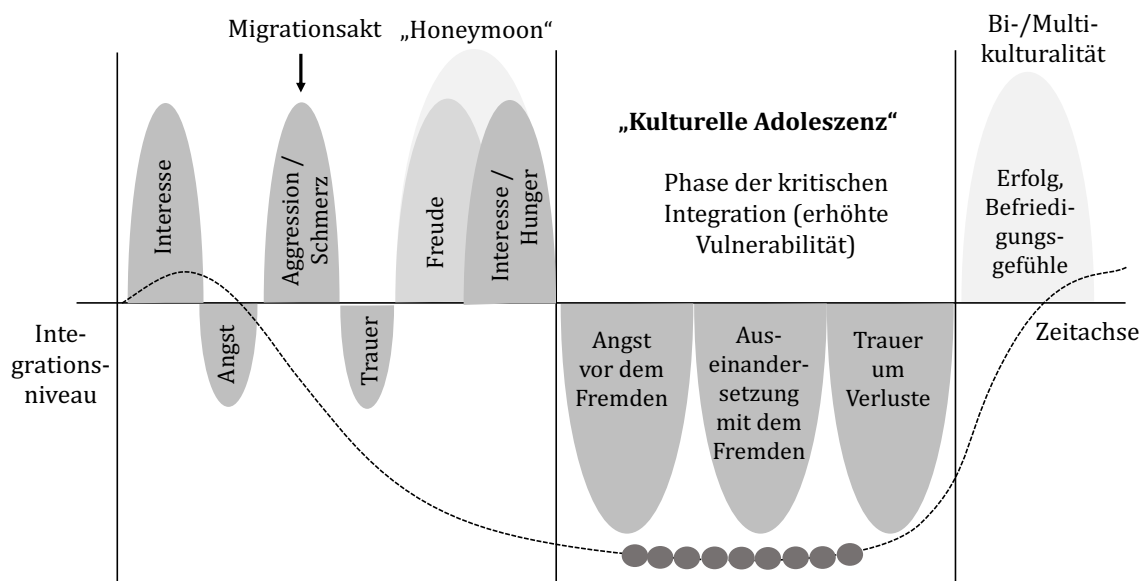 Migrationsakt
„Honeymoon“
Bi-/Multi-
kulturalität
Interesse
Angst
Aggression /
Schmerz
Trauer
Freude
Interesse /
Hunger
„Kulturelle Adoleszenz“
Phase der kritischen
Integration (erhöhte
Vulnerabilität)
Erfolg,
Befriedi-
gungs-
gefühle
Inte-
grations-
niveau
Angst
vor dem
Fremden
Aus-
einander-
setzung
mit dem
Fremden
Trauer
um
Verluste
Zeitachse